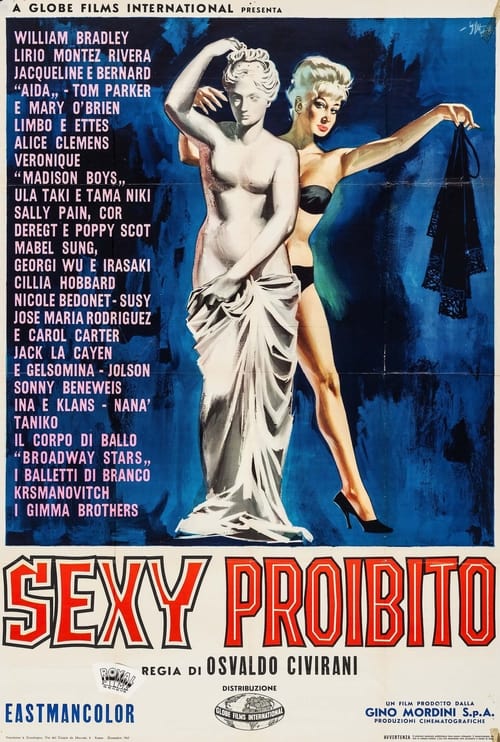 A GLOBE FILMS INTERNATIONAL PRESENTA
WILLIAM BRADLEY
LIRIO MONTEZ RIVERA
JACQUELINE E BERNARD
"AIDA„ - TOM PARKER
E MARY O'BRIEN
LIMBO E ETTES
ALICE CLEMENS
VERONIQUE
"MADISON BOYS„
ULA TAKI E TAMA NIKI
SALLY PAIN, COR
DEREGT E POPPY SCOT
MABEL SUNG,
GEORGI WU E IRASAKI
CILLIA HOBBARD
NICOLE BEDONET - SUSY
JOSE MARIA RODRIGUEZ
E CAROL CARTER
JACK LA CAYEN
E GELSOMINA - JOLSON
SONNY BENEWEIS
INA E KLANS - NANA'
TANIKO
IL CORPO DI BALLO
"BROADWAY STARS„
I BALLETTI DI BRANCO
KRSMANOVITCH
I GIMMA BROTHERS
SEXY PROIBITO
REGIA DI OSVALDO CIVIRANI
ROYAL FILMS
DISTRIBUZIONE
GLOBE FILMS INTERNATIONAL
EASTMANCOLOR
UN FILM PRODOTTO DALLA
GINO MORDINI S.p.A.
PRODUZIONI CINEMATOGRAFICHE
AVVERTENZA